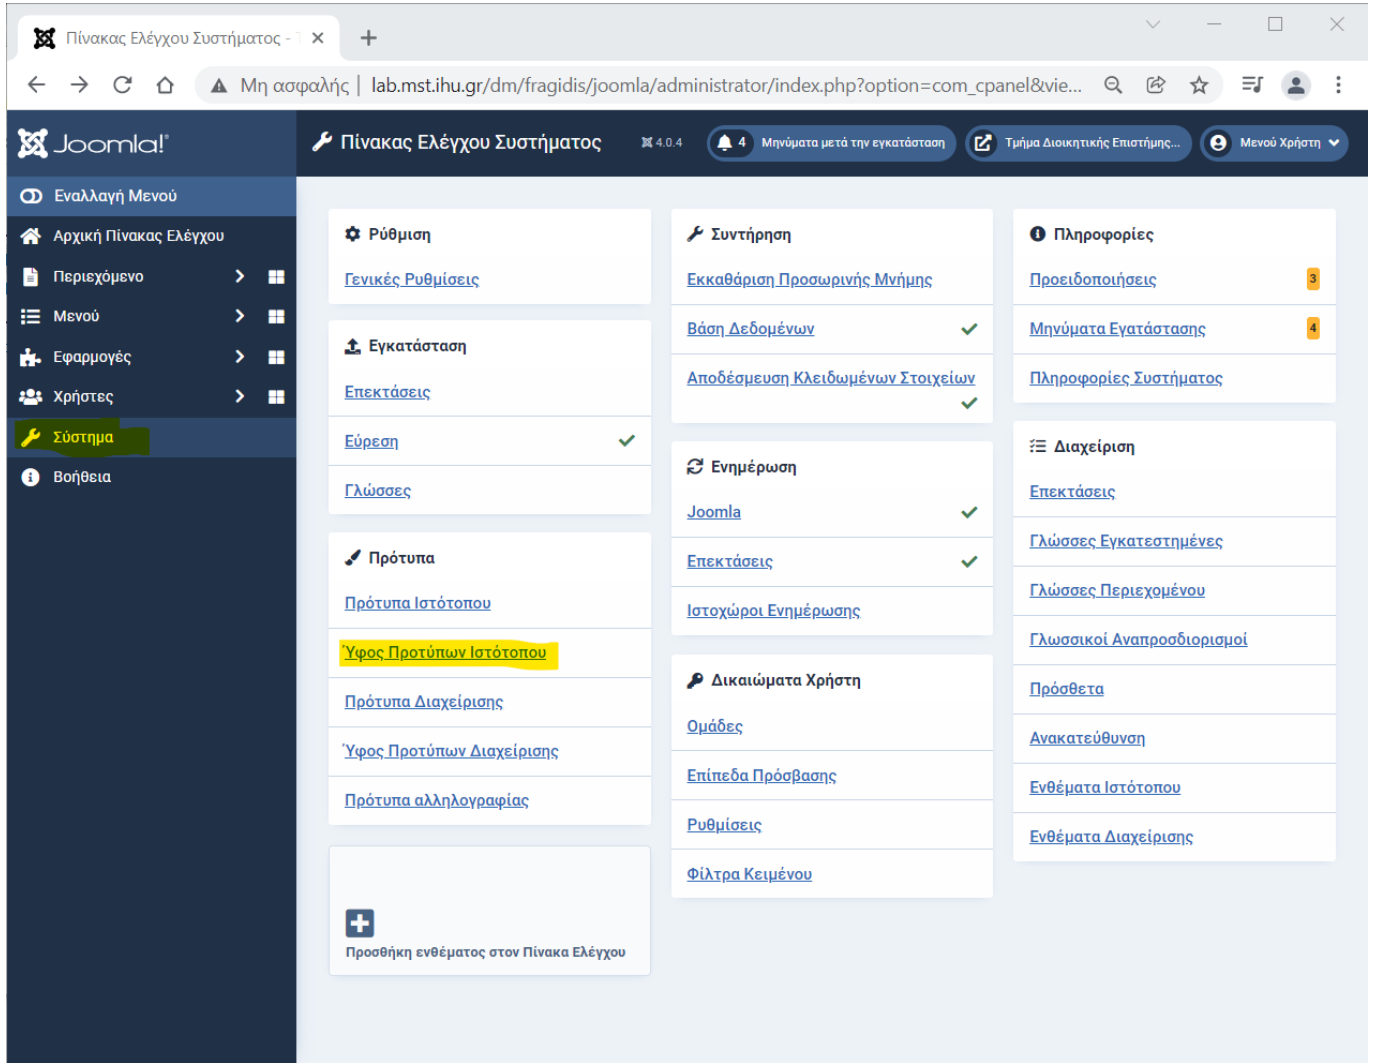 Πίνακας Ελέγχου Συστήματος -
Μη ασφαλής | lab.mst.ihu.gr/dm/fragidis/joomla/administrator/index.php?option=com_cpanel&vie...
Joomla!
Πίνακας Ελέγχου Συστήματος
4.0.4
4 Μηνύματα μετά την εγκατάσταση
Τμήμα Διοικητικής Επιστήμης...
Μενού Χρήστη
Εναλλαγή Μενού
Αρχική Πίνακας Ελέγχου
Περιεχόμενο
Μενού
Εφαρμογές
Χρήστες
Σύστημα
Βοήθεια
Ρύθμιση
Γενικές Ρυθμίσεις
Εγκατάσταση
Επεκτάσεις
Εύρεση
Γλώσσες
Πρότυπα
Πρότυπα Ιστότοπου
Ύφος Προτύπων Ιστότοπου
Πρότυπα Διαχείρισης
Ύφος Προτύπων Διαχείρισης
Πρότυπα αλληλογραφίας
Προσθήκη ενθέματος στον Πίνακα Ελέγχου
Συντήρηση
Εκκαθάριση Προσωρινής Μνήμης
Βάση Δεδομένων
Αποδέσμευση Κλειδωμένων Στοιχείων
Ενημέρωση
Joomla
Επεκτάσεις
Ιστοχώροι Ενημέρωσης
Δικαιώματα Χρήστη
Ομάδες
Επίπεδα Πρόσβασης
Ρυθμίσεις
Φίλτρα Κειμένου
Πληροφορίες
Προειδοποιήσεις 3
Μηνύματα Εγατάστασης 4
Πληροφορίες Συστήματος
Διαχείριση
Επεκτάσεις
Γλώσσες Εγκατεστημένες
Γλώσσες Περιεχομένου
Γλωσσικοί Αναπροσδιορισμοί
Πρόσθετα
Ανακατεύθυνση
Ενθέματα Ιστότοπου
Ενθέματα Διαχείρισης